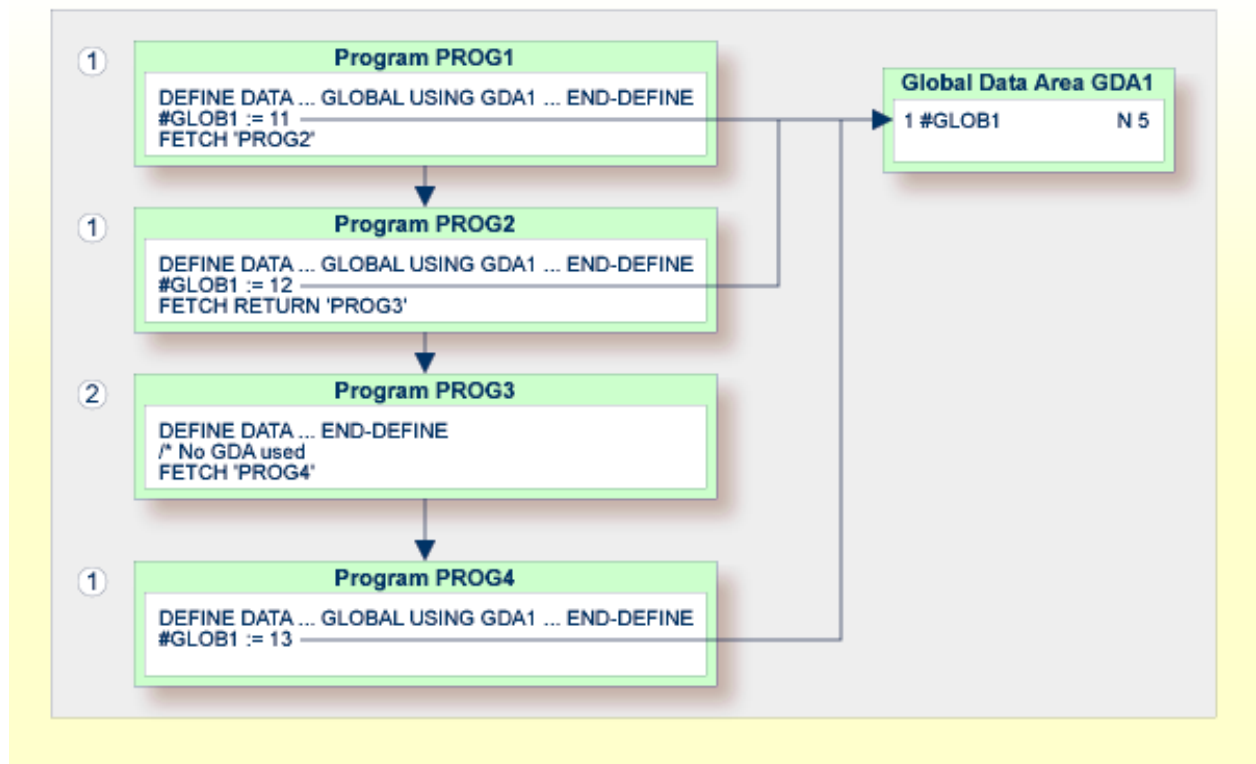 1
Program PROG1
DEFINE DATA ... GLOBAL USING GDA1 ... END-DEFINE
#GLOB1 := 11
FETCH 'PROG2'
Global Data Area GDA1
1 #GLOB1 N 5
1
Program PROG2
DEFINE DATA ... GLOBAL USING GDA1 ... END-DEFINE
#GLOB1 := 12
FETCH RETURN 'PROG3'
2
Program PROG3
DEFINE DATA ... END-DEFINE
/* No GDA used
FETCH 'PROG4'
1
Program PROG4
DEFINE DATA ... GLOBAL USING GDA1 ... END-DEFINE
#GLOB1 := 13